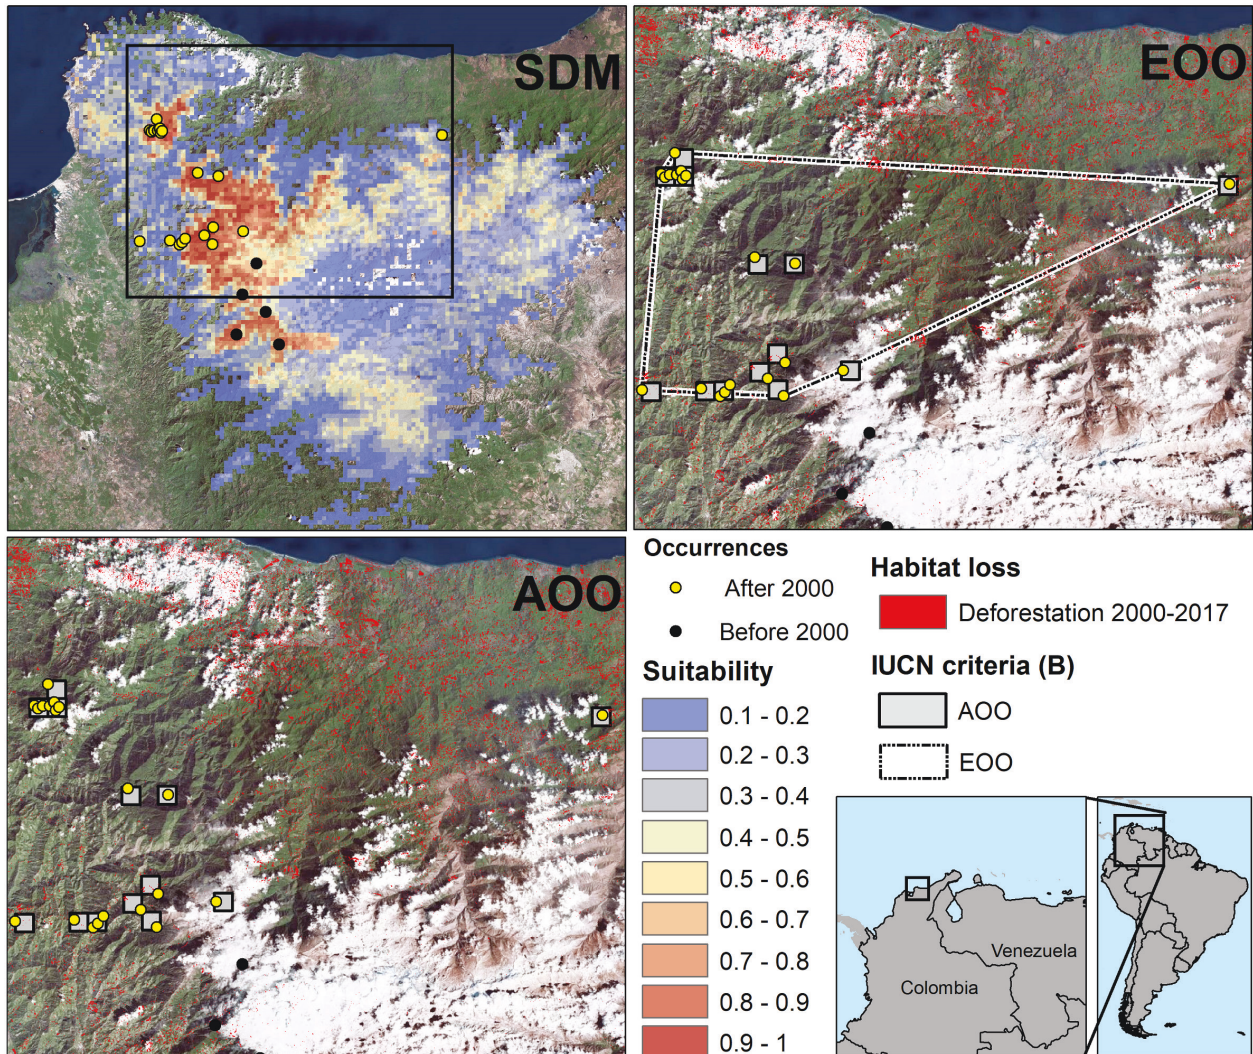 SDM
EOO
AOO
Occurrences
After 2000
Before 2000
Suitability
0.1 - 0.2
0.2 - 0.3
0.3 - 0.4
0.4 - 0.5
0.5 - 0.6
0.6 - 0.7
0.7 - 0.8
0.8 - 0.9
0.9 - 1
Habitat loss
Deforestation 2000-2017
IUCN criteria (B)
AOO
EOO
Venezuela
Colombia